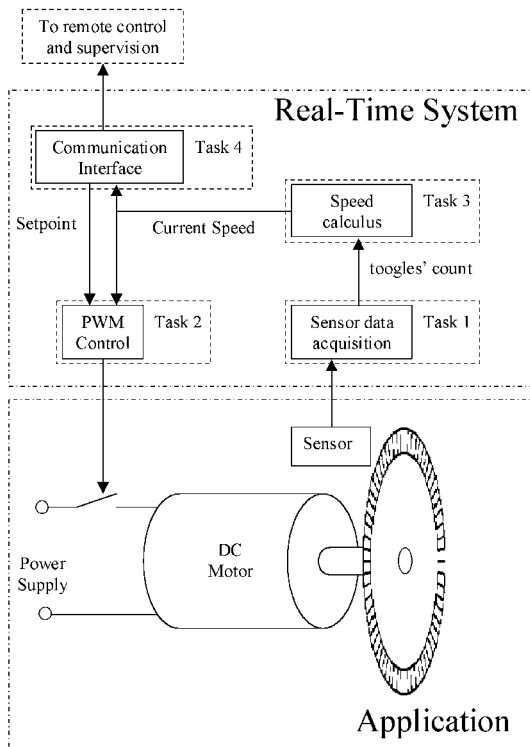 To remote control
and supervision
Real-Time System
Communication
Interface
Task 4
Speed
calculus
Task 3
Setpoint
Current Speed
toogles' count
PWM
Control
Task 2
Sensor data
acquisition
Task 1
Sensor
DC
Motor
Power
Supply
Application